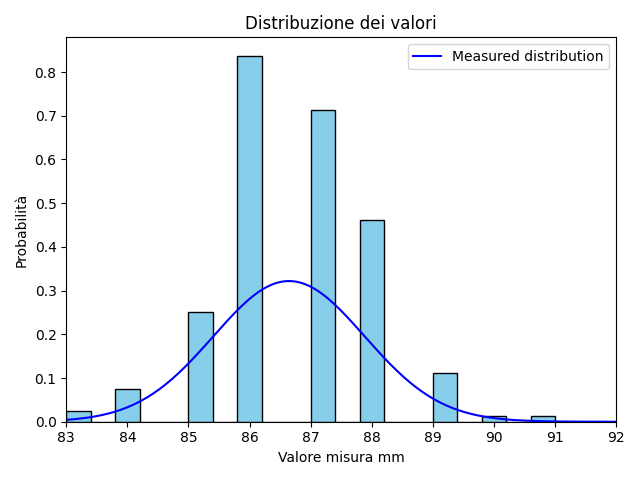 Distribuzione dei valori
Measured distribution
Probabilità
0.8
0.7
0.6
0.5
0.4
0.3
0.2
0.1
0.0
83 84 85 86 87 88 89 90 91 92
Valore misura mm